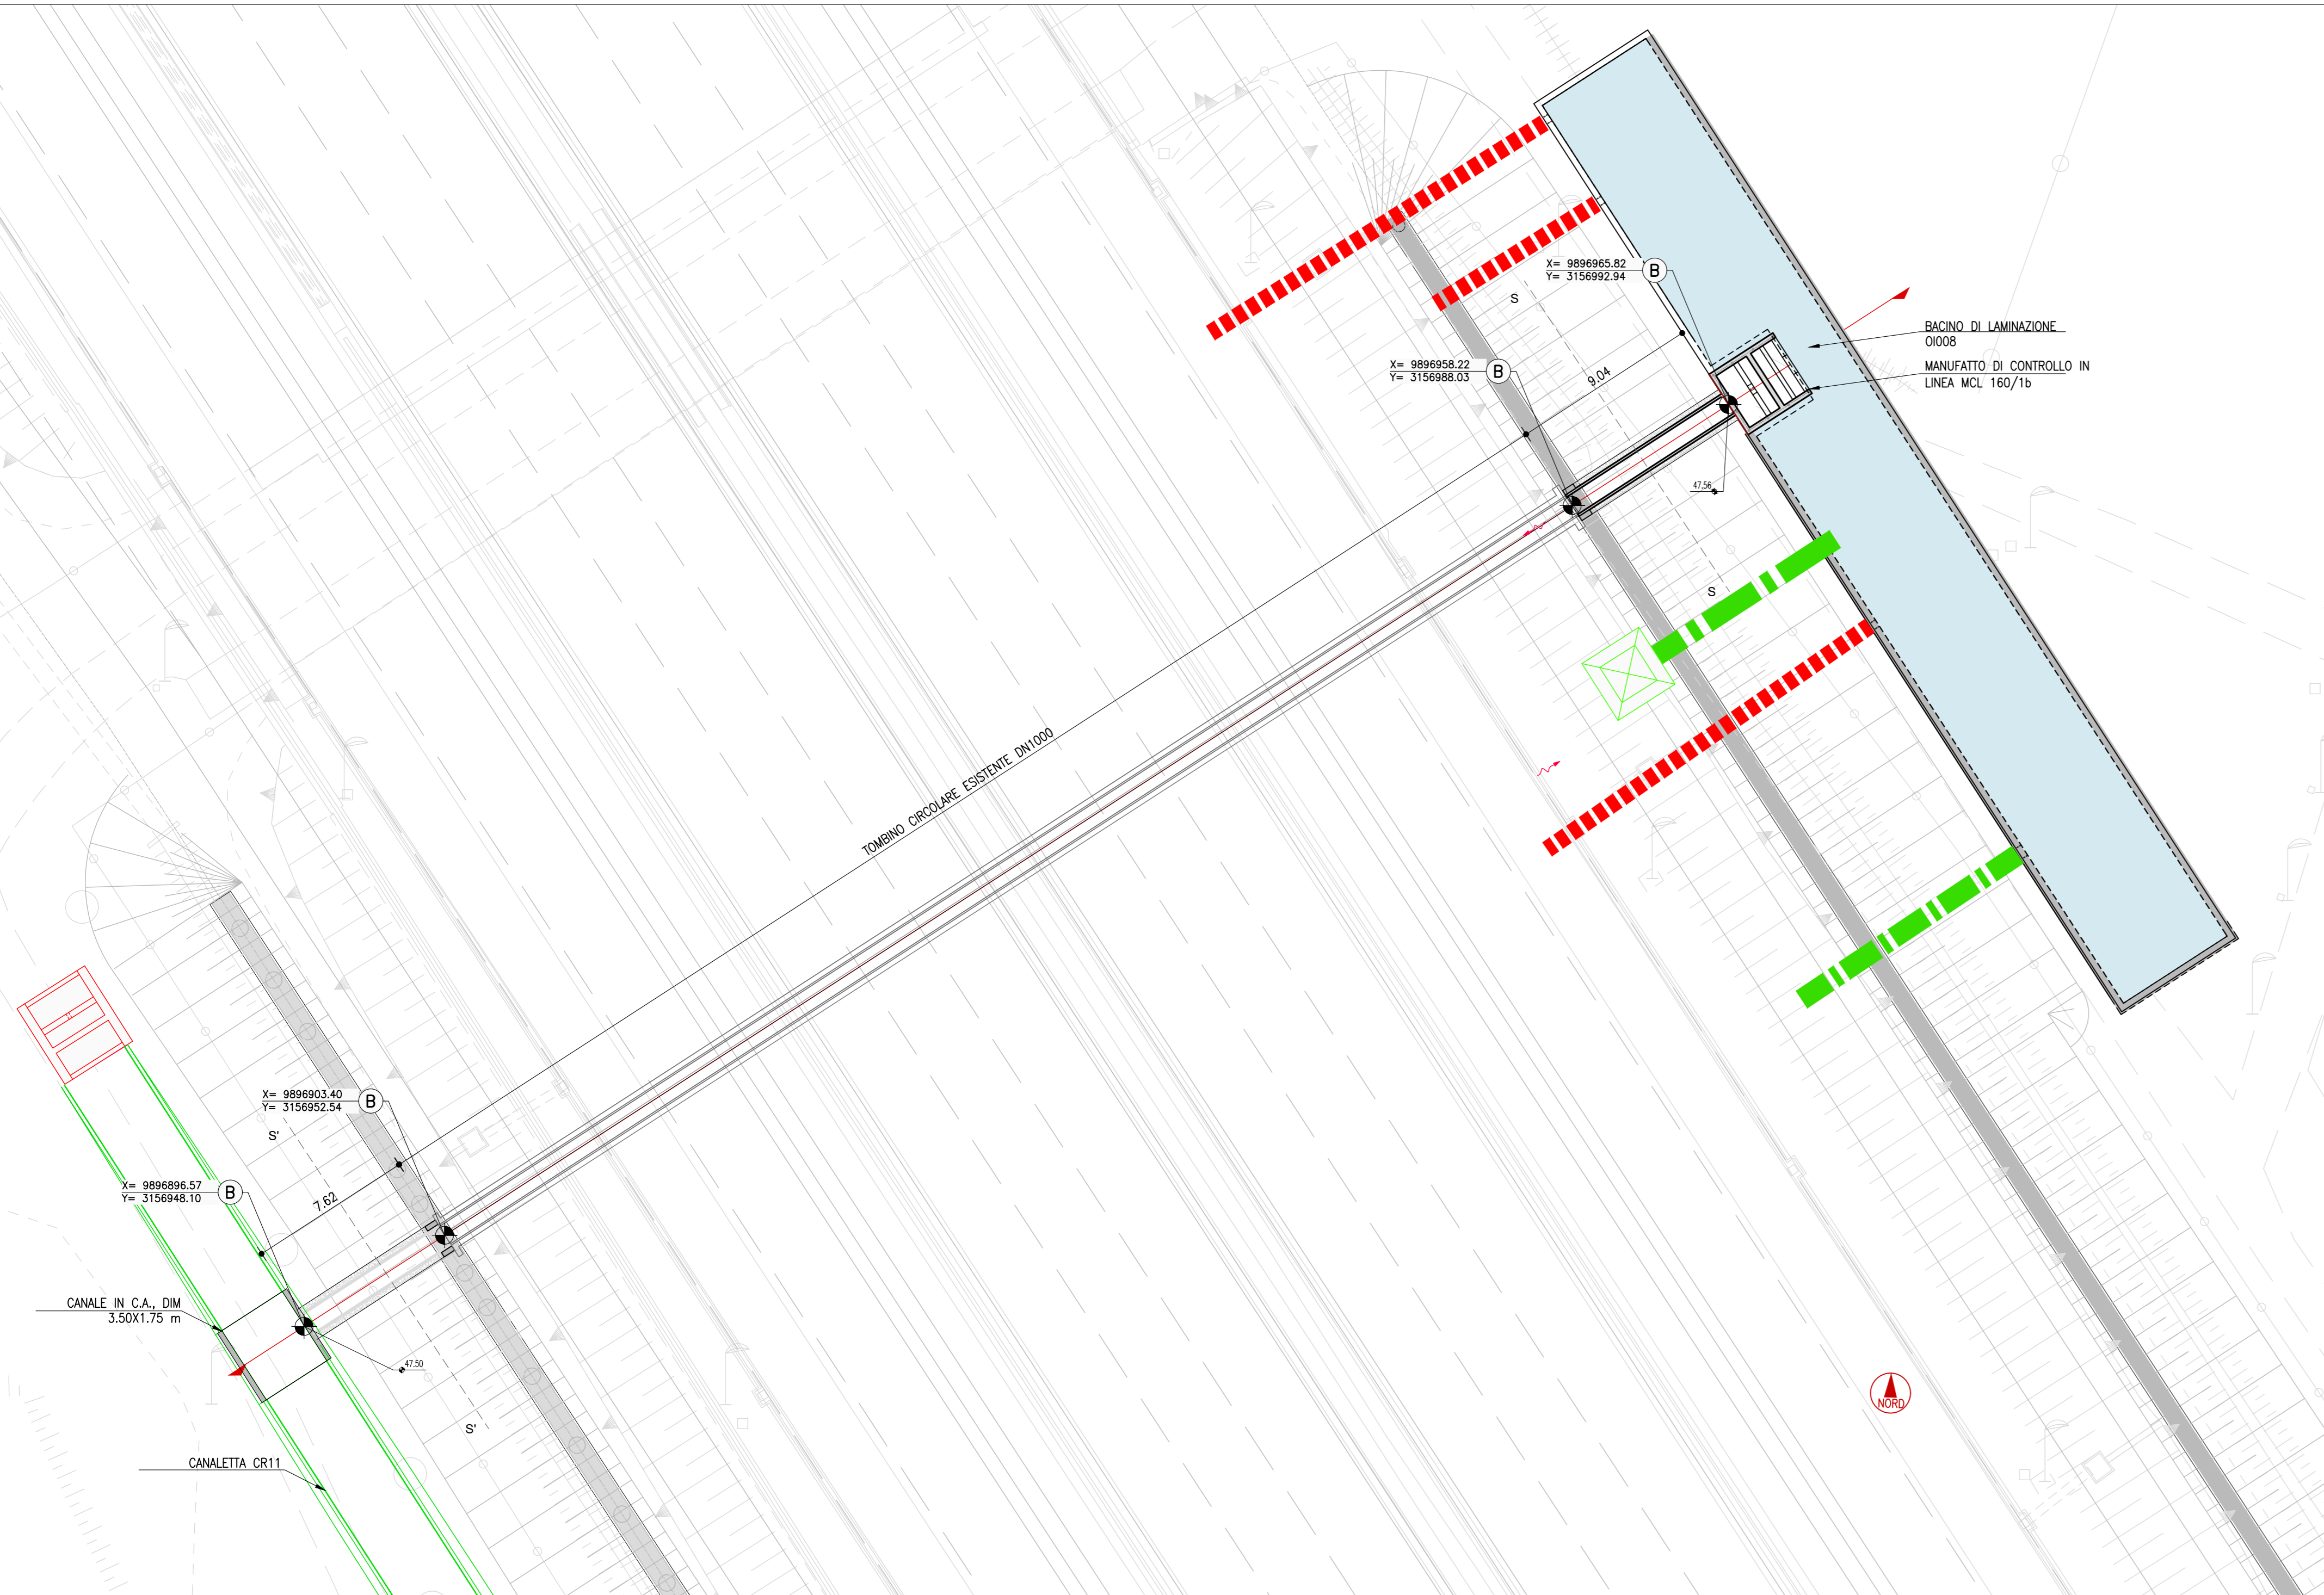 X= 9896965.82
Y= 3156992.94
B
S
BACINO DI LAMINAZIONE
OI008
X= 9896958.22
Y= 3156988.03
B
9.04
MANUFATTO DI CONTROLLO IN
LINEA MCL 160/1b
47.56
S
TOMBINO CIRCOLARE ESISTENTE DN1000
X= 9896903.40
Y= 3156952.54
B
S'
X= 9896896.57
Y= 3156948.10
B
7.62
CANALE IN C.A., DIM
3.50X1.75 m
47.50
S'
NORD
CANALETTA CR11